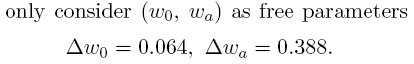 only consider (w₀, wₐ) as free parameters
Δw₀ = 0.064, Δwₐ = 0.388.